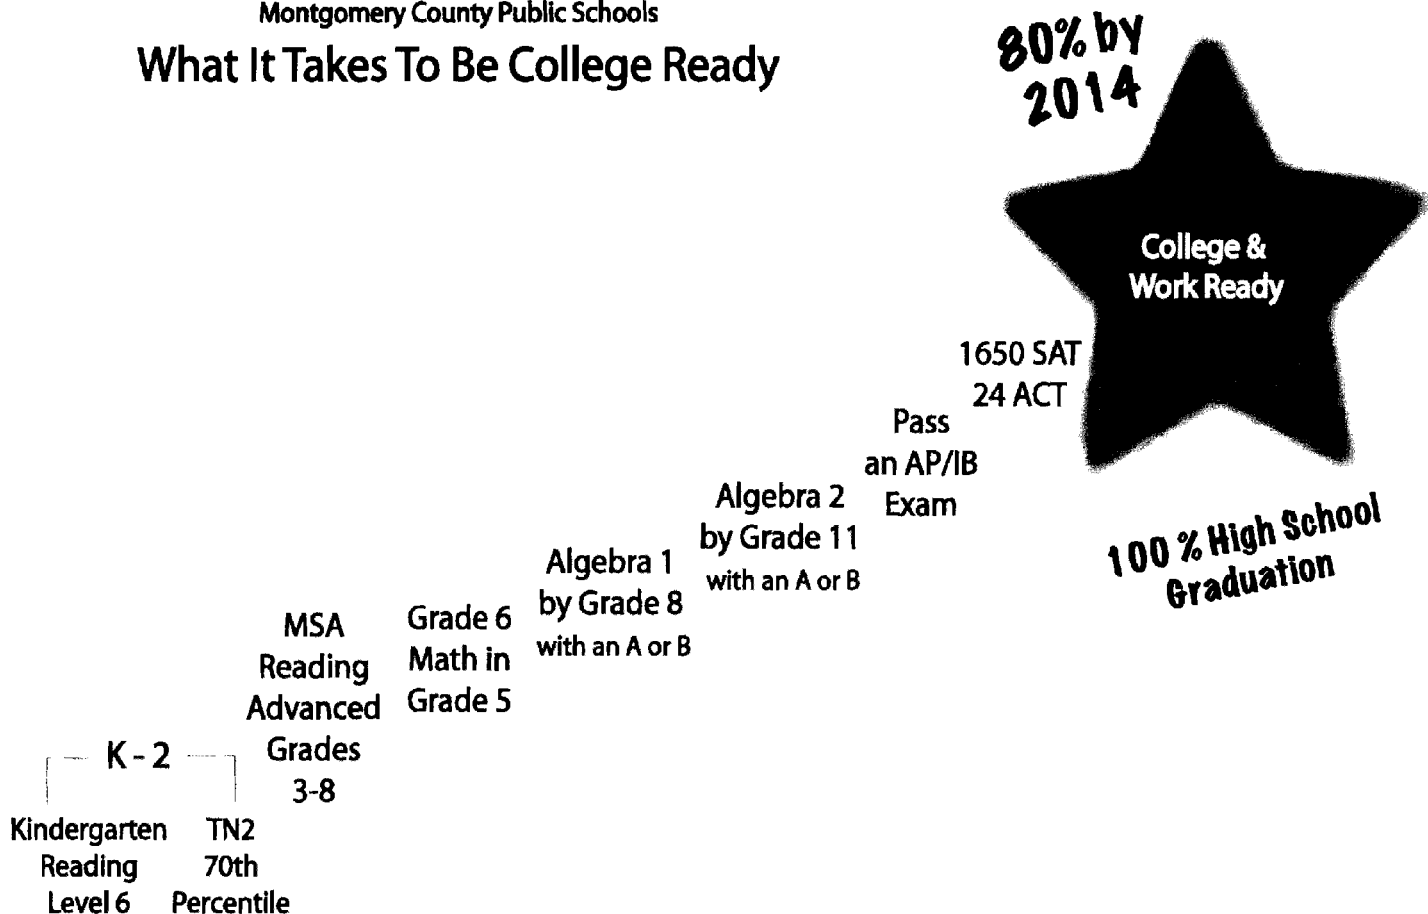 Montgomery County Public Schools
What It Takes To Be College Ready
80% by
2014
College &
Work Ready
1650 SAT
24 ACT
Pass
an AP/IB
Exam
Algebra 2
by Grade 11
with an A or B
Algebra 1
by Grade 8
with an A or B
100 % High School
Graduation
Grade 6
Math in
Grade 5
MSA
Reading
Advanced
Grades
3-8
K - 2
Kindergarten
Reading
Level 6
TN2
70th
Percentile